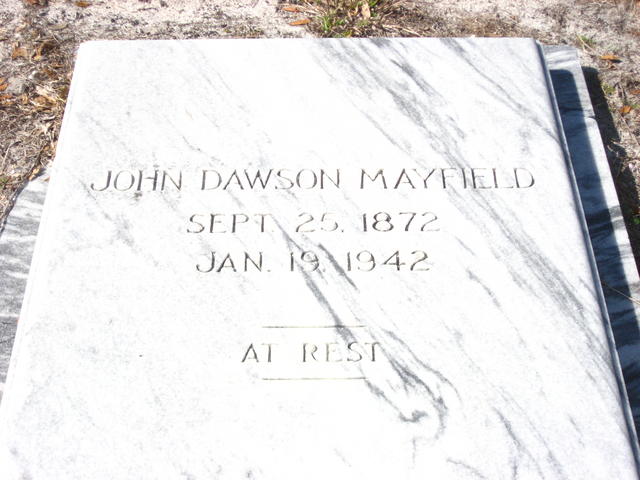 JOHN DAWSON MAYFIELD
SEPT. 25, 1872
JAN. 19, 1942
AT REST